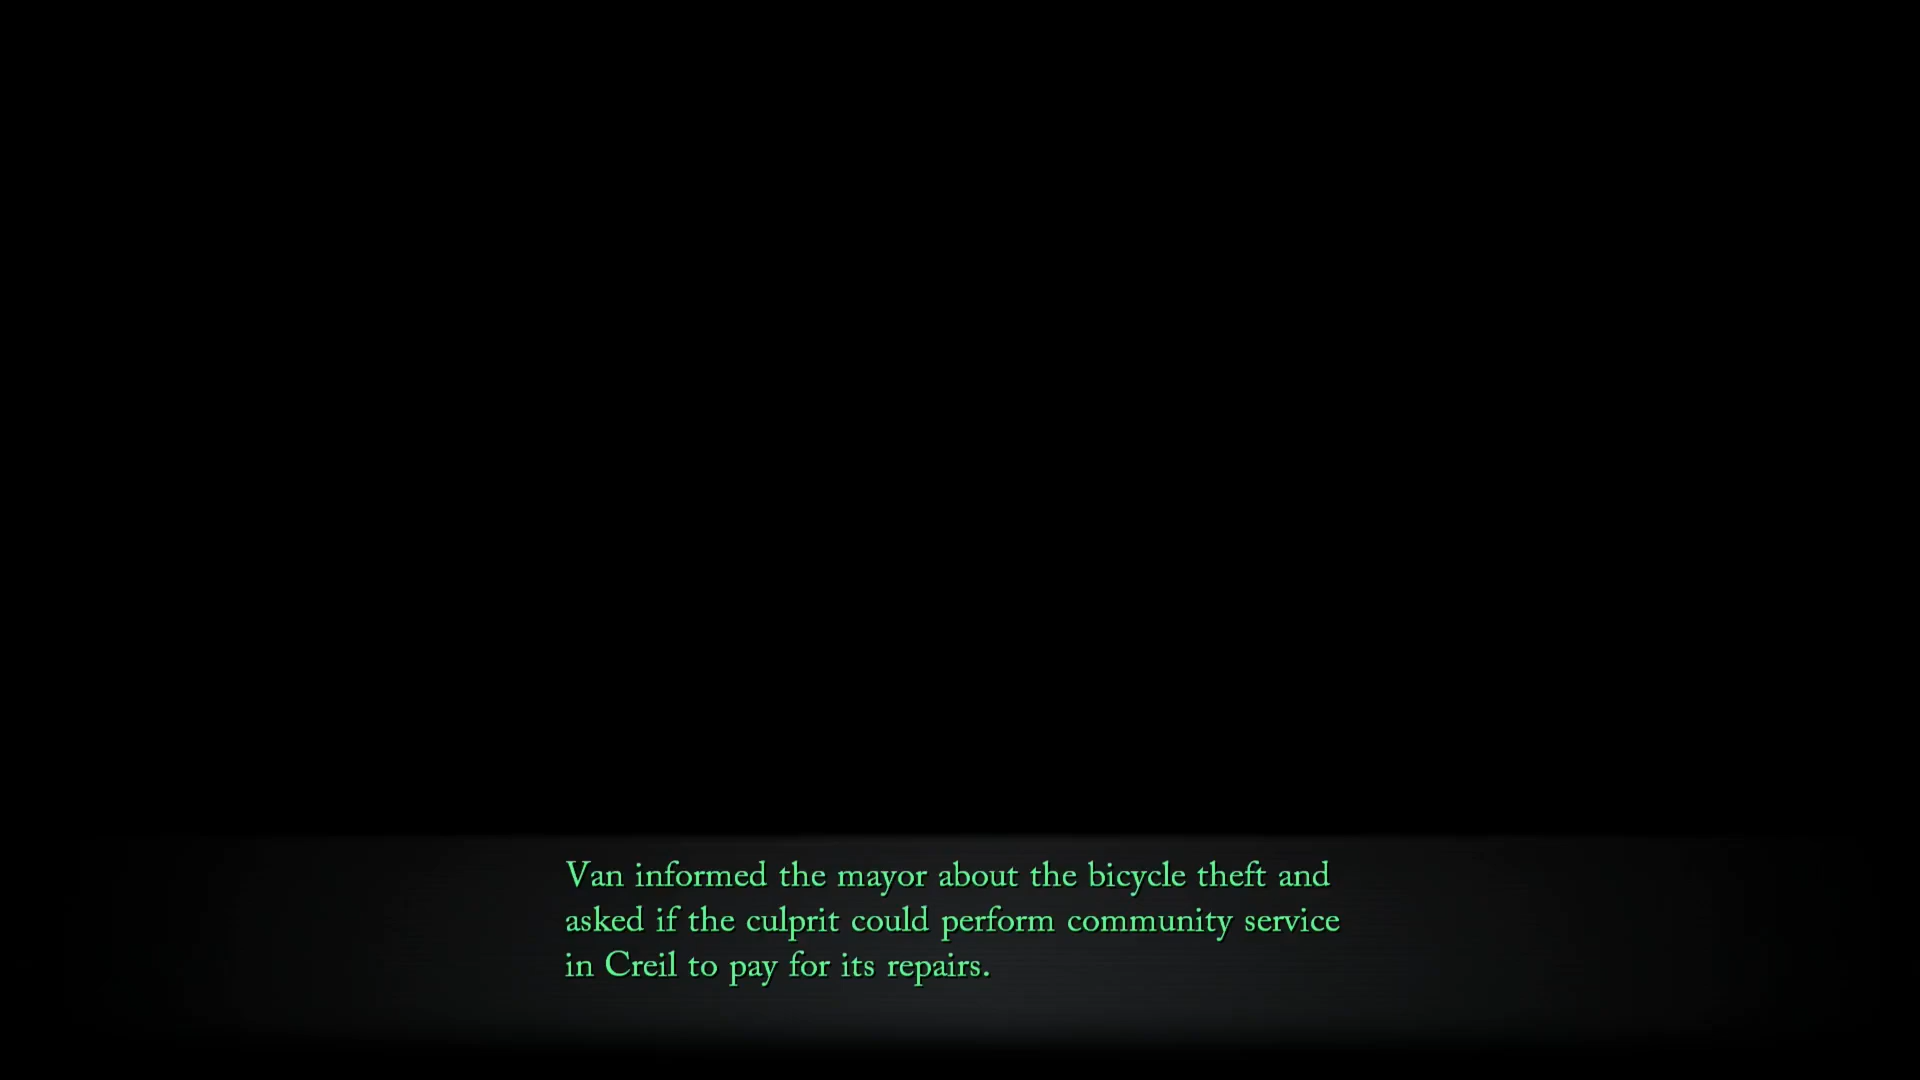 Van informed the mayor about the bicycle theft and
asked if the culprit could perform community service
in Creil to pay for its repairs.